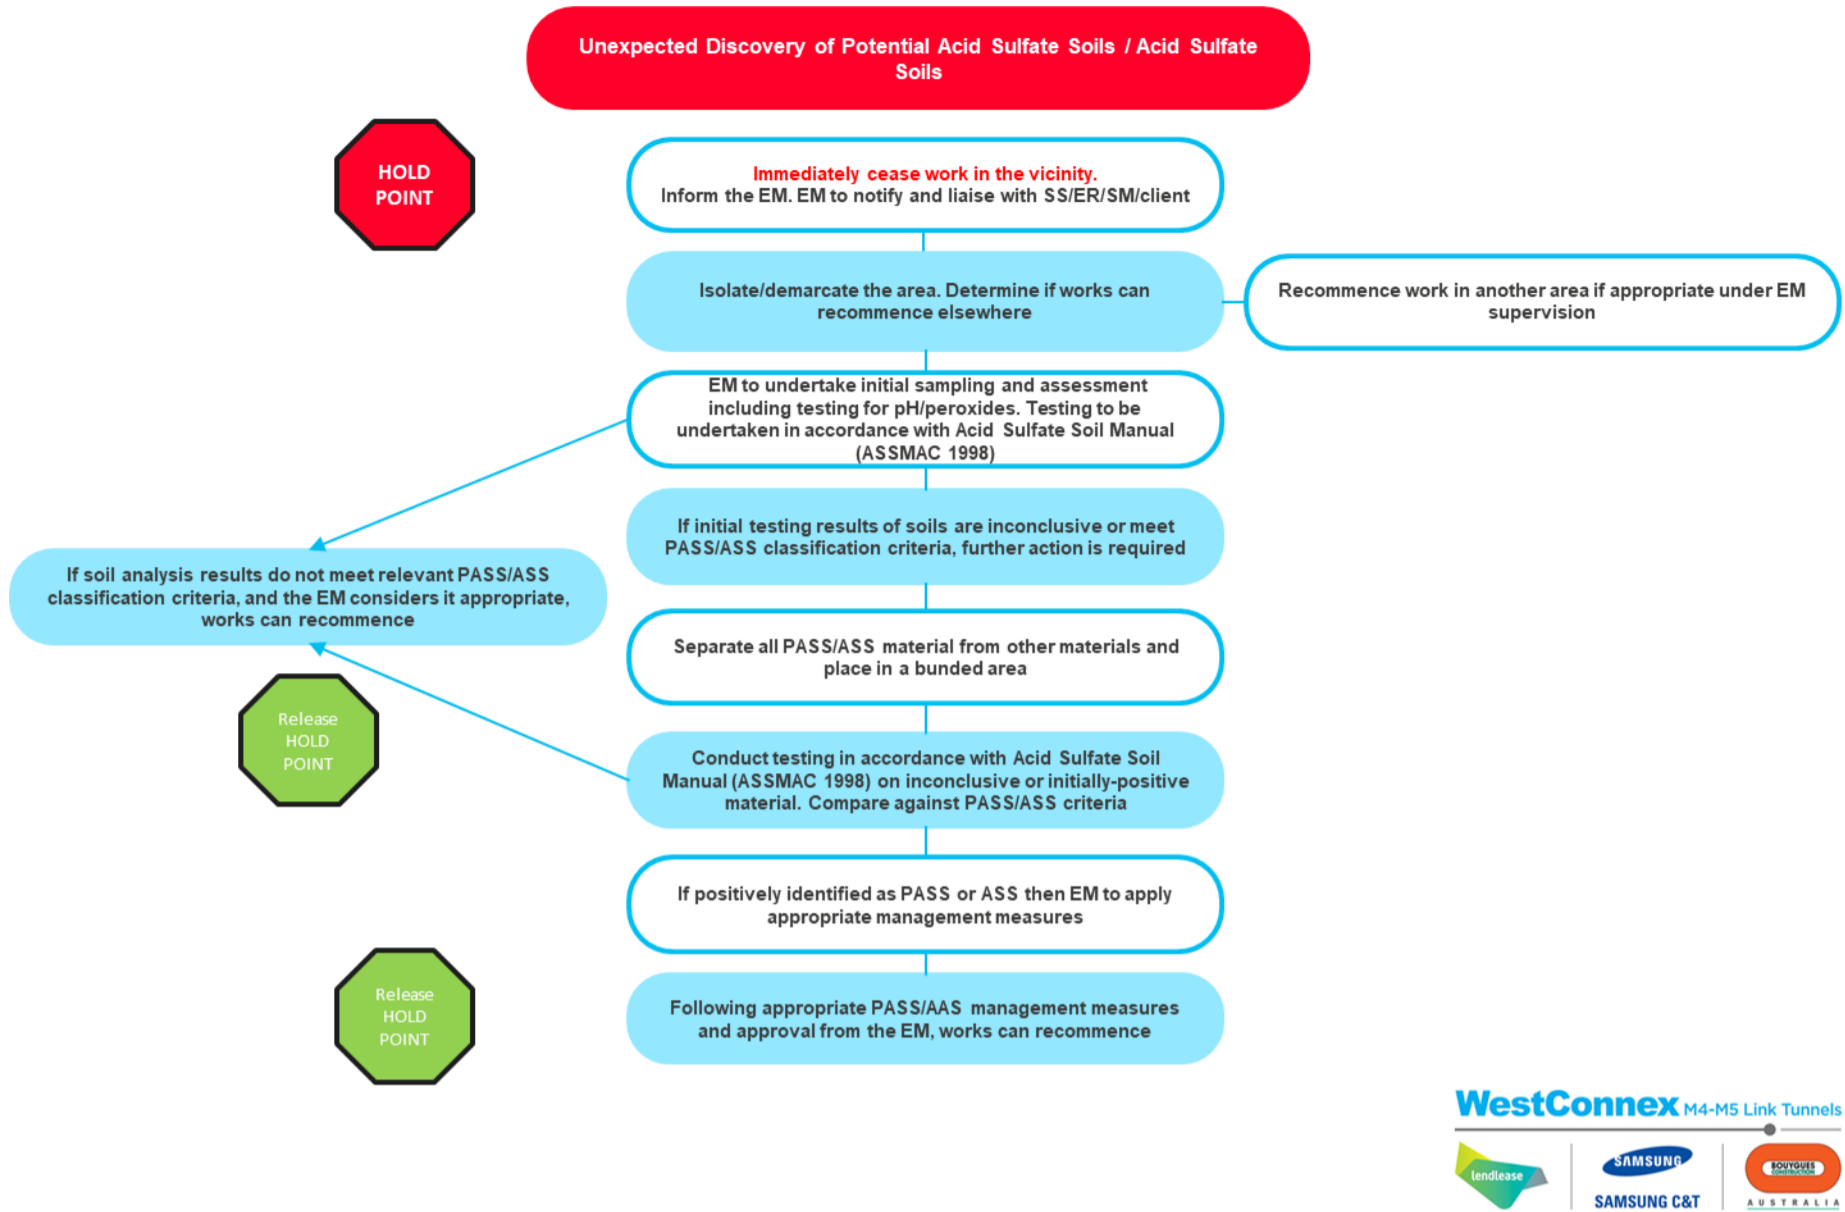 Unexpected Discovery of Potential Acid Sulfate Soils / Acid Sulfate
Soils
HOLD
POINT
Immediately cease work in the vicinity.
Inform the EM. EM to notify and liaise with SS/ER/SM/client
Isolate/demarcate the area. Determine if works can
recommence elsewhere
Recommence work in another area if appropriate under EM
supervision
EM to undertake initial sampling and assessment
including testing for pH/peroxides. Testing to be
undertaken in accordance with Acid Sulfate Soil Manual
(ASSMAC 1998)
If initial testing results of soils are inconclusive or meet
PASS/ASS classification criteria, further action is required
If soil analysis results do not meet relevant PASS/ASS
classification criteria, and the EM considers it appropriate,
works can recommence
Separate all PASS/ASS material from other materials and
place in a bunded area
Release
HOLD
POINT
Conduct testing in accordance with Acid Sulfate Soil
Manual (ASSMAC 1998) on inconclusive or initially-positive
material. Compare against PASS/ASS criteria
If positively identified as PASS or ASS then EM to apply
appropriate management measures
Release
HOLD
POINT
Following appropriate PASS/AAS management measures
and approval from the EM, works can recommence
WestConnex M4-M5 Link Tunnels
lendlease
SAMSUNG
SAMSUNG C&T
BOUYGUES
CONSTRUCTION
AUSTRALIA